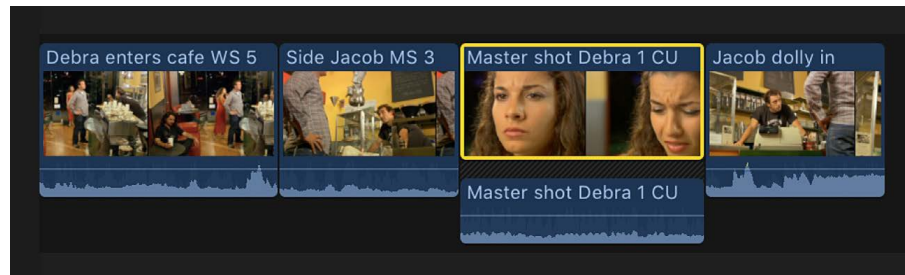 Debra enters cafe WS 5
Side Jacob MS 3
Master shot Debra 1 CU
Jacob dolly in
Master shot Debra 1 CU